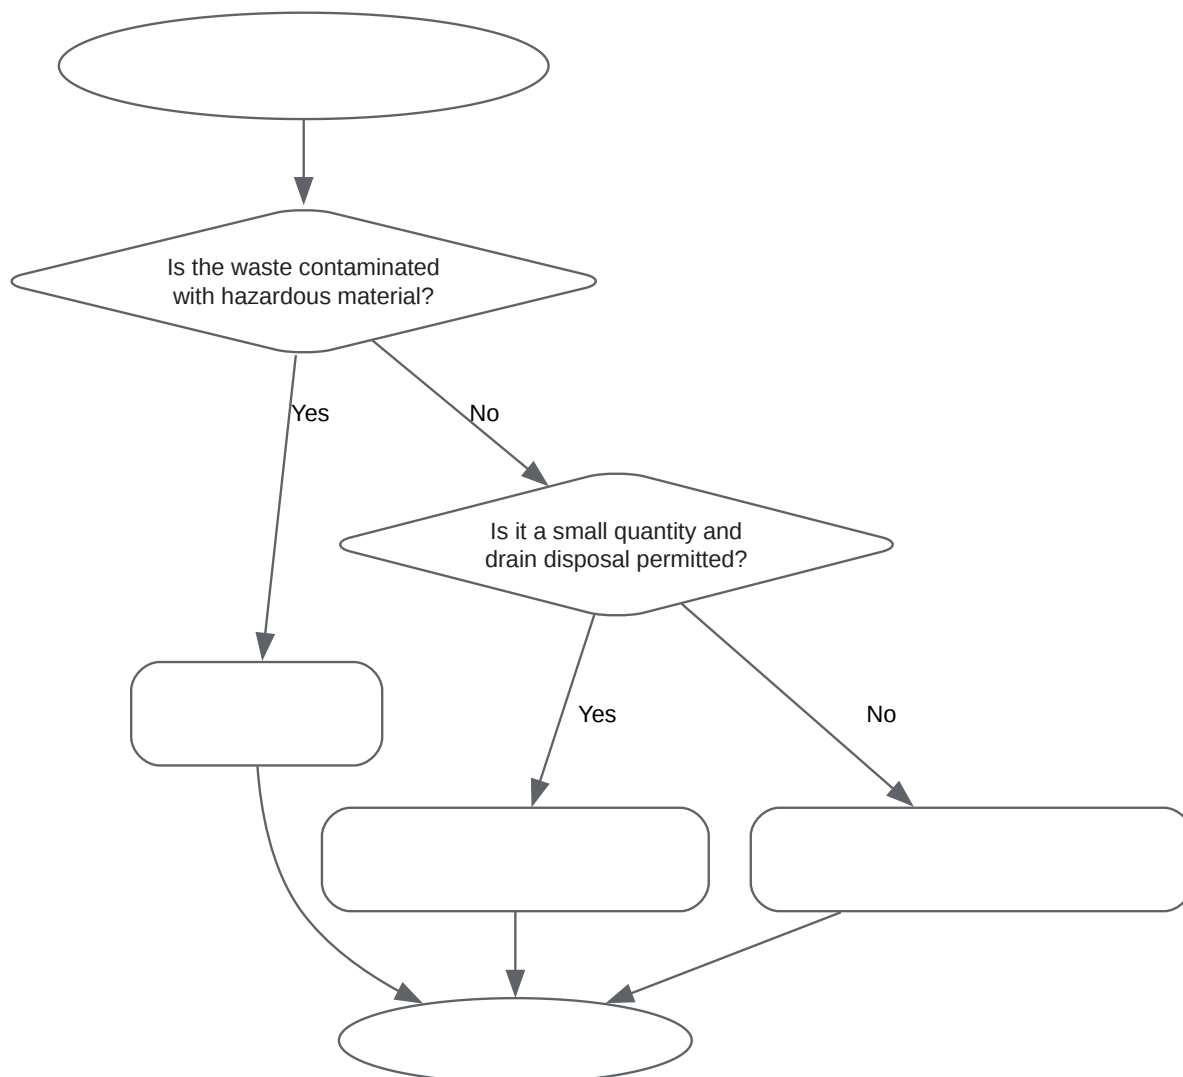 Is the waste contaminated
with hazardous material?
Yes
No
Is it a small quantity and
drain disposal permitted?
Yes
No